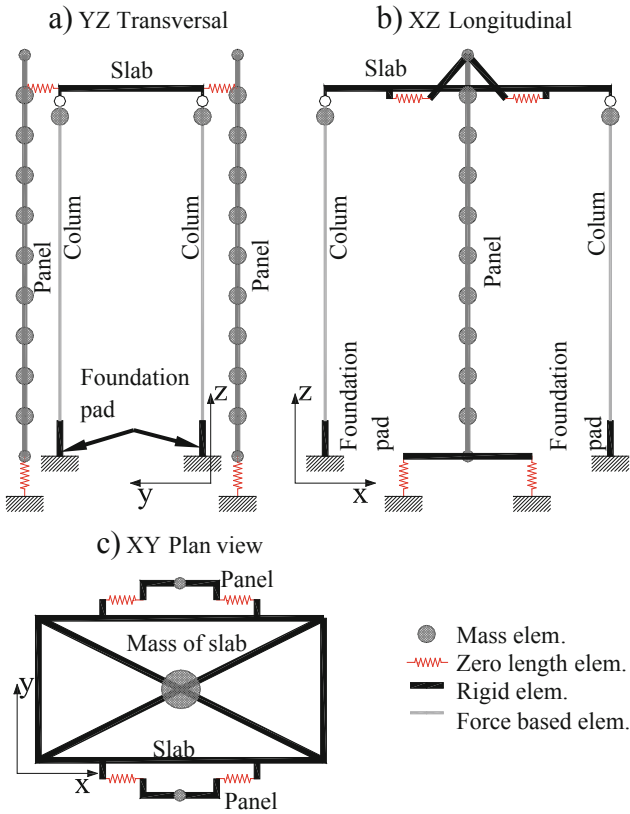 a) YZ Transversal
b) XZ Longitudinal
Slab
Slab
Panel
Colum
Colum
Panel
Colum
Panel
Colum
Foundation
pad
Foundation
pad
Foundation
pad
z
y
z
x
c) XY Plan view
Panel
Mass of slab
y
Slab
x
Panel
Mass elem.
Zero length elem.
Rigid elem.
Force based elem.